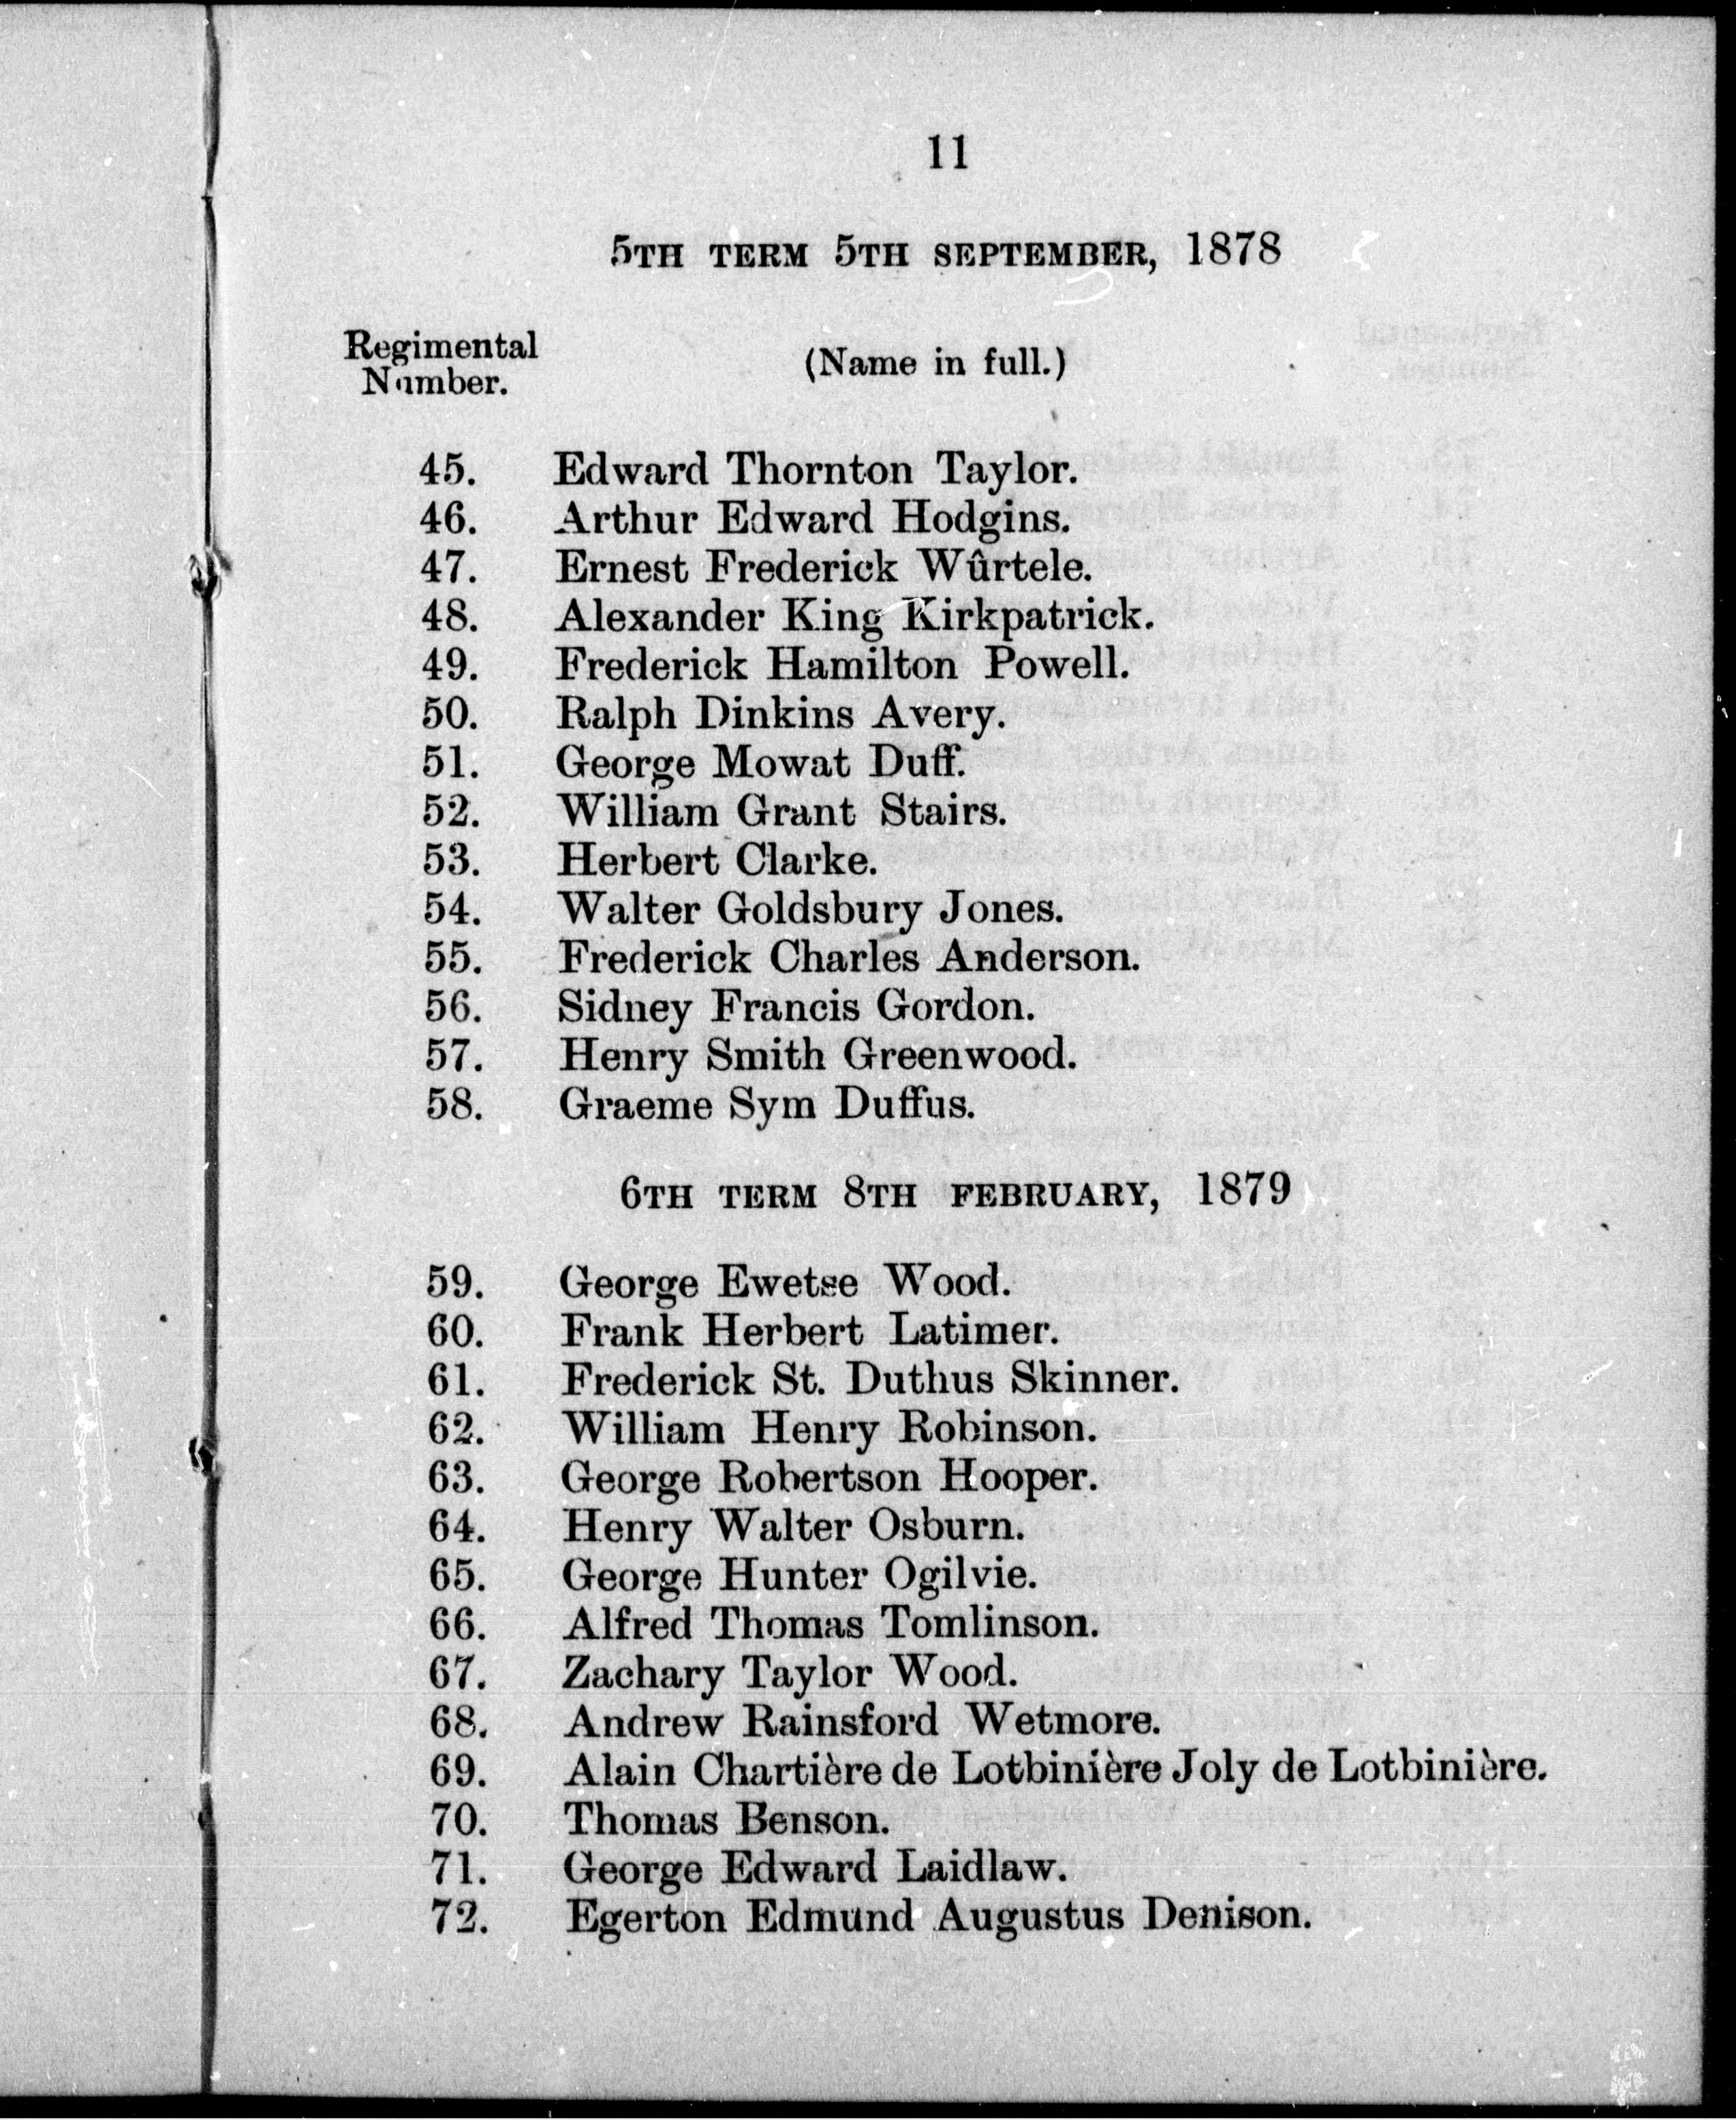 11
5TH TERM 5TH SEPTEMBER, 1878
Regimental
Number.
(Name in full.)
45. Edward Thornton Taylor.
46. Arthur Edward Hodgins.
47. Ernest Frederick Wûrtele.
48. Alexander King Kirkpatrick.
49. Frederick Hamilton Powell.
50. Ralph Dinkins Avery.
51. George Mowat Duff.
52. William Grant Stairs.
53. Herbert Clarke.
54. Walter Goldsbury Jones.
55. Frederick Charles Anderson.
56. Sidney Francis Gordon.
57. Henry Smith Greenwood.
58. Graeme Sym Duffus.
6TH TERM 8TH FEBRUARY, 1879
59. George Ewetse Wood.
60. Frank Herbert Latimer.
61. Frederick St. Duthus Skinner.
62. William Henry Robinson.
63. George Robertson Hooper.
64. Henry Walter Osburn.
65. George Hunter Ogilvie.
66. Alfred Thomas Tomlinson.
67. Zachary Taylor Wood.
68. Andrew Rainsford Wetmore.
69. Alain Chartière de Lotbinière Joly de Lotbinière.
70. Thomas Benson.
71. George Edward Laidlaw.
72. Egerton Edmund Augustus Denison.